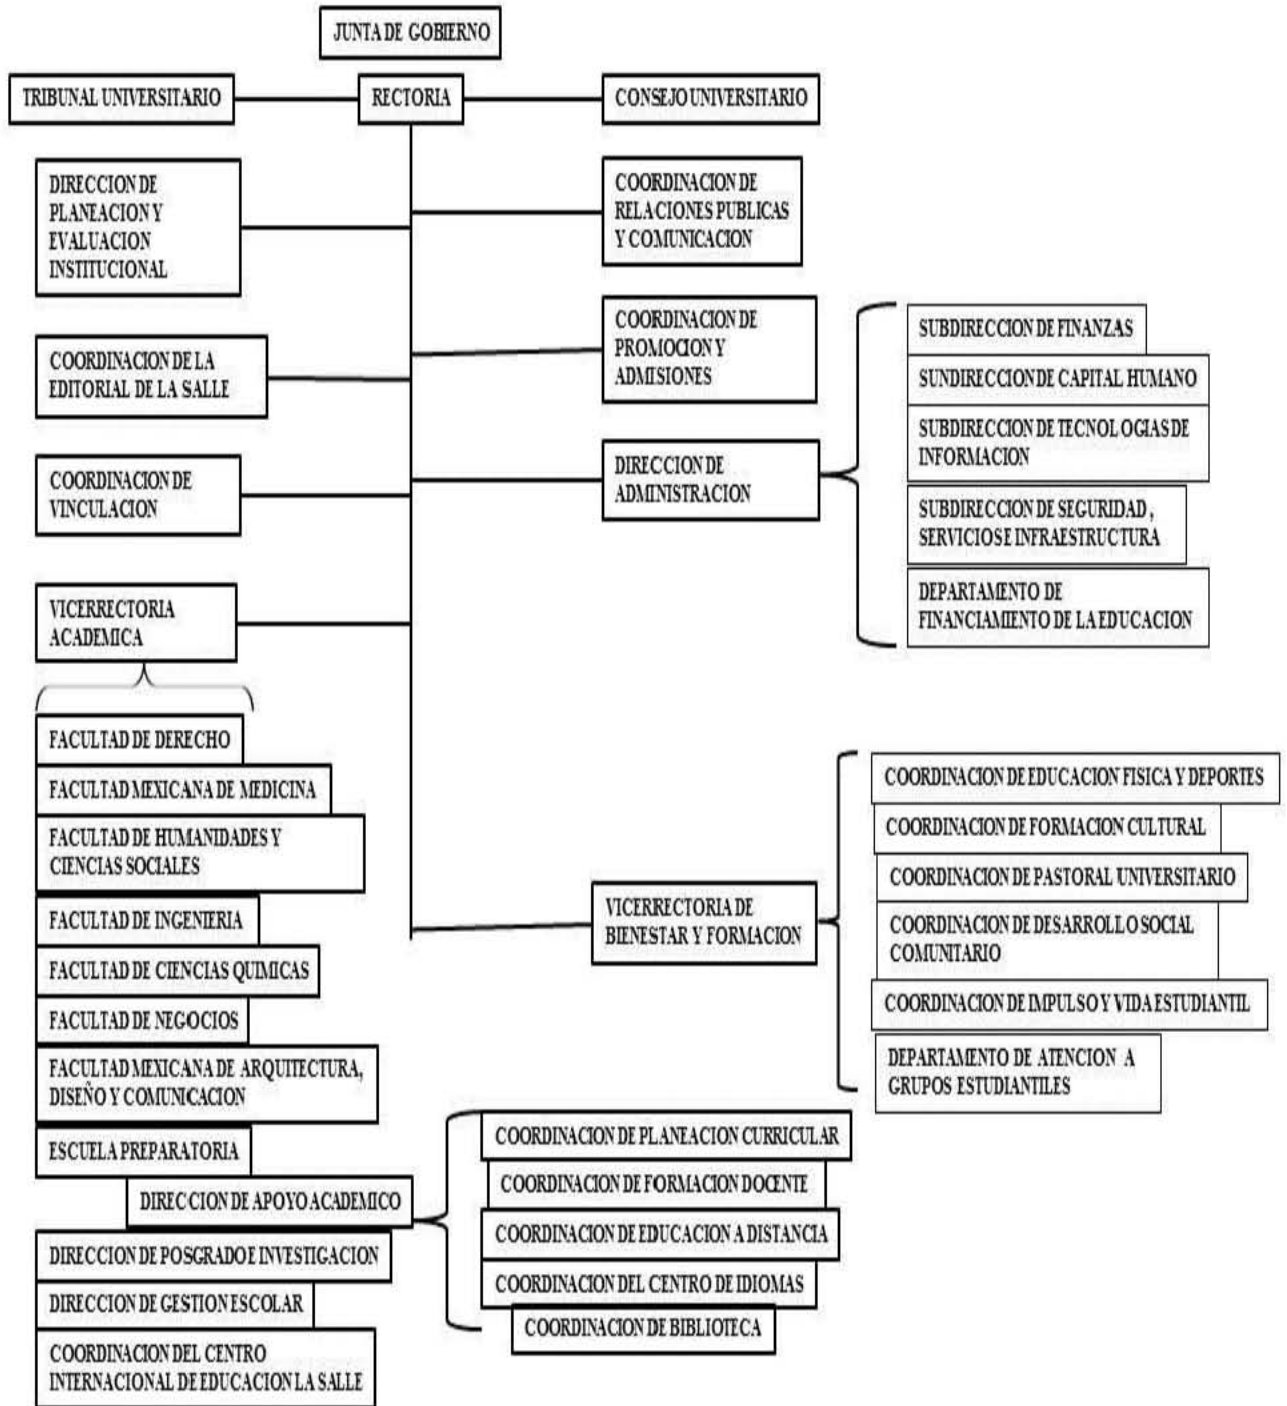 JUNTA DE GOBIERNO
TRIBUNAL UNIVERSITARIO
RECTORIA
CONSEJO UNIVERSITARIO
DIRECCION DE
PLANEACION Y
EVALUACION
INSTITUCIONAL
COORDINACION DE
RELACIONES PUBLICAS
Y COMUNICACION
COORDINACION DE LA
EDITORIAL DE LA SALLE
COORDINACION DE
PROMOCION Y
ADMISIONES
COORDINACION DE
VINCULACION
DIRECCION DE
ADMINISTRACION
SUBDIRECCION DE FINANZAS
SUNDIRECCION DE CAPITAL HUMANO
SUBDIRECCION DE TECNOLOGIAS DE
INFORMACION
SUBDIRECCION DE SEGURIDAD ,
SERVICIOS E INFRAESTRUCTURA
DEPARTAMENTO DE
FINANCIAMIENTO DE LA EDUCACION
VICERRECTORIA
ACADEMICA
FACULTAD DE DERECHO
FACULTAD MEXICANA DE MEDICINA
FACULTAD DE HUMANIDADES Y
CIENCIAS SOCIALES
FACULTAD DE INGENIERIA
FACULTAD DE CIENCIAS QUIMICAS
FACULTAD DE NEGOCIOS
FACULTAD MEXICANA DE ARQUITECTURA,
DISEÑO Y COMUNICACION
ESCUELA PREPARATORIA
DIRECCION DE APOYO ACADEMICO
DIRECCION DE POSGRADO E INVESTIGACION
DIRECCION DE GESTION ESCOLAR
COORDINACION DEL CENTRO
INTERNACIONAL DE EDUCACION LA SALLE
VICERRECTORIA DE
BIENESTAR Y FORMACION
COORDINACION DE EDUCACION FISICA Y DEPORTES
COORDINACION DE FORMACION CULTURAL
COORDINACION DE PASTORAL UNIVERSITARIO
COORDINACION DE DESARROLLO SOCIAL
COMUNITARIO
COORDINACION DE IMPULSO Y VIDA ESTUDIANTIL
DEPARTAMENTO DE ATENCION A
GRUPOS ESTUDIANTILES
COORDINACION DE PLANEACION CURRICULAR
COORDINACION DE FORMACION DOCENTE
COORDINACION DE EDUCACION A DISTANCIA
COORDINACION DEL CENTRO DE IDIOMAS
COORDINACION DE BIBLIOTECA